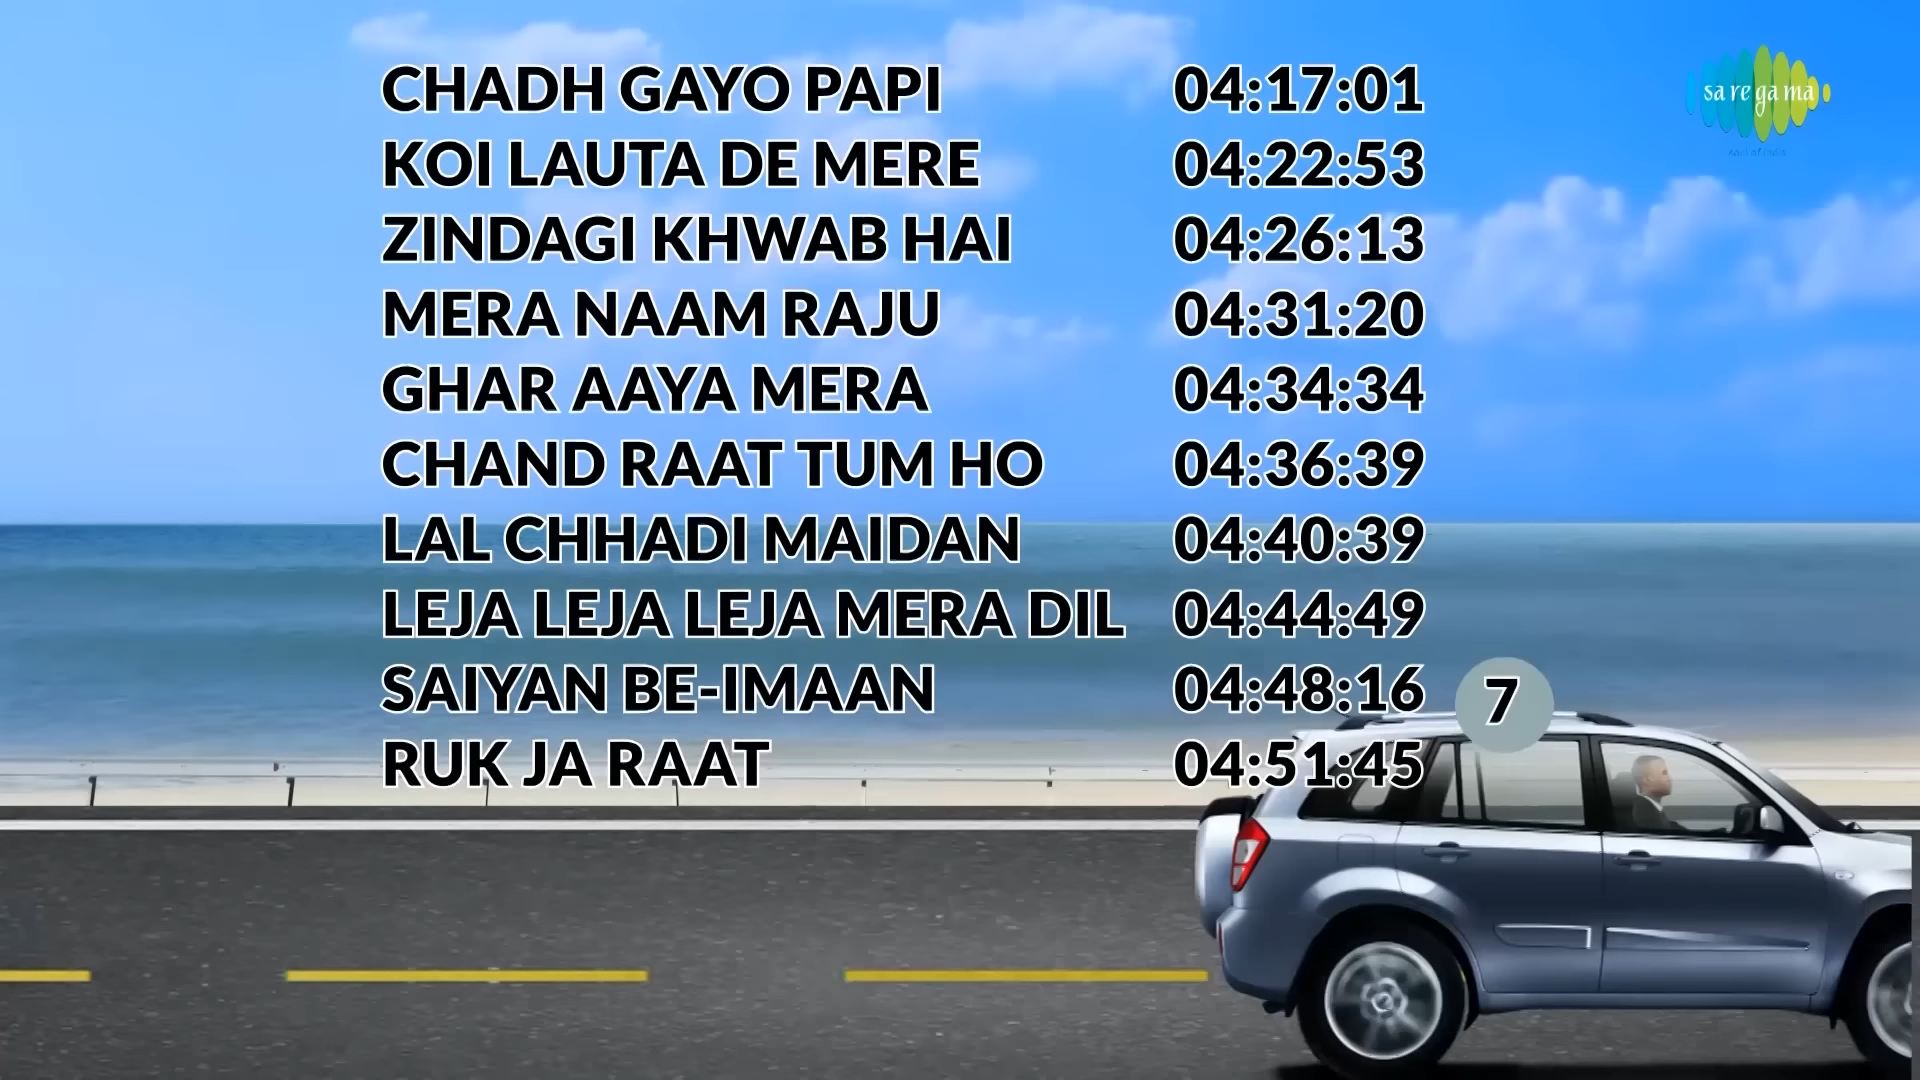 CHADH GAYO PAPI 04:17:01
KOI LAUTA DE MERE 04:22:53
ZINDAGI KHWAB HAI 04:26:13
MERA NAAM RAJU 04:31:20
GHAR AAYA MERA 04:34:34
CHAND RAAT TUM HO 04:36:39
LAL CHHADI MAIDAN 04:40:39
LEJA LEJA LEJA MERA DIL 04:44:49
SAIYAN BE-IMAAN 04:48:16
RUK JA RAAT 04:51:45
7
sa re ga ma